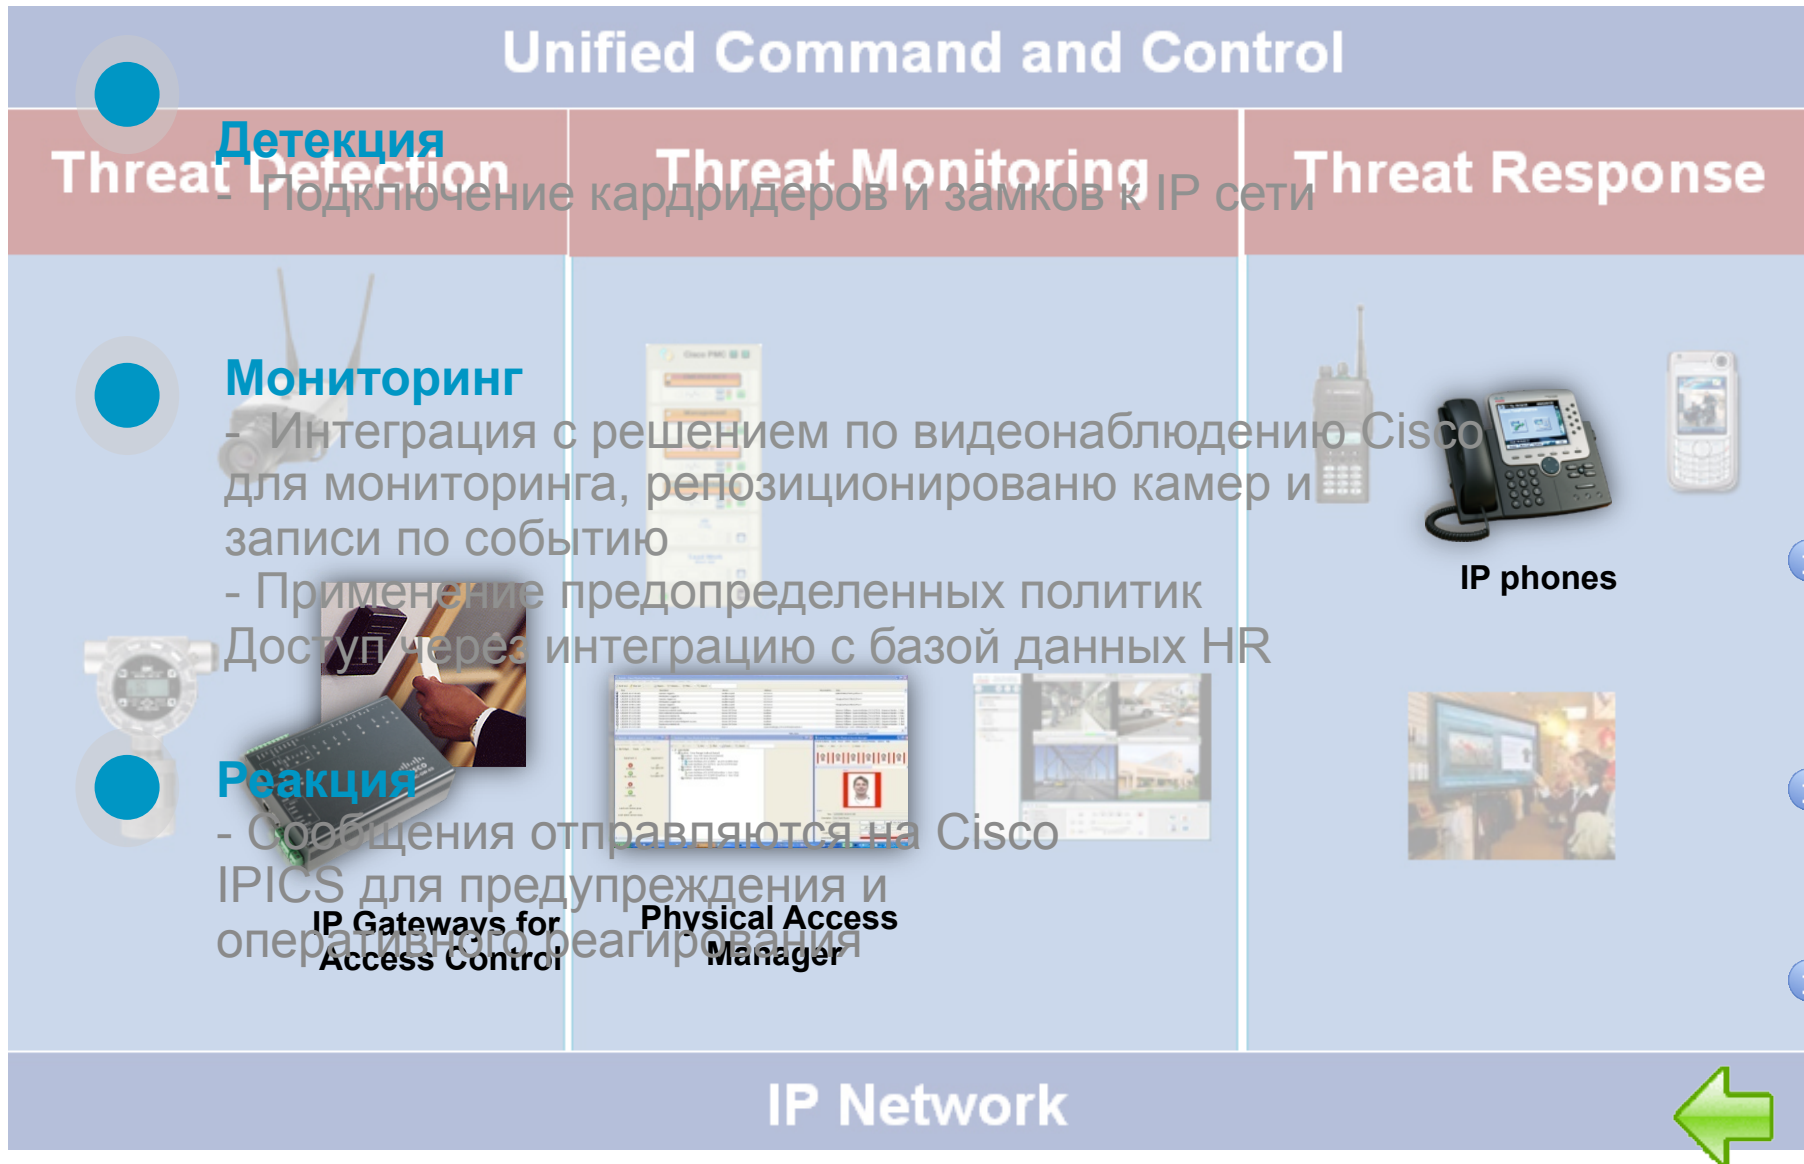 Unified Command and Control
Детекция
Threat Detection
Threat Monitoring
Threat Response
- Подключение кардридеров и замков к IP сети
Cisco PMC
Мониторинг
- Интеграция с решением по видеонаблюдению Cisco
для мониторинга, репозиционированю камер и
записи по событию
- Применение предопределенных политик
Доступ через интеграцию с базой данных HR
IP phones
Реакция
- Сообщения отправляются на Cisco
IPICS для предупреждения и
оперативного реагирования
IP Gateways for
Access Control
Physical Access
Manager
IP Network